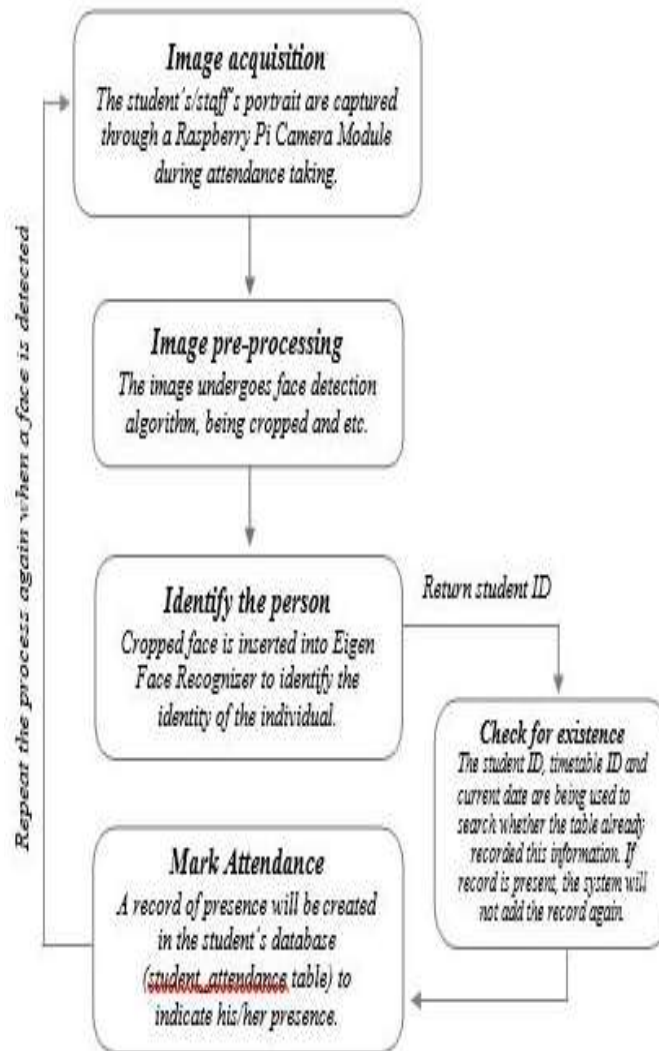 Image acquisition
The student's/staff's portrait are captured
through a Raspberry Pi Camera Module
during attendance taking.
Image pre-processing
The image undergoes face detection
algorithm, being cropped and etc.
Identify the person
Cropped face is inserted into Eigen
Face Recognizer to identify the
identity of the individual.
Return student ID
Check for existence
The student ID, timetable ID and
current date are being used to
search whether the table already
recorded this information. If
record is present, the system will
not add the record again.
Mark Attendance
A record of presence will be created
in the student's database
(student_attendance table) to
indicate his/her presence.
Repeat the process again when a face is detected